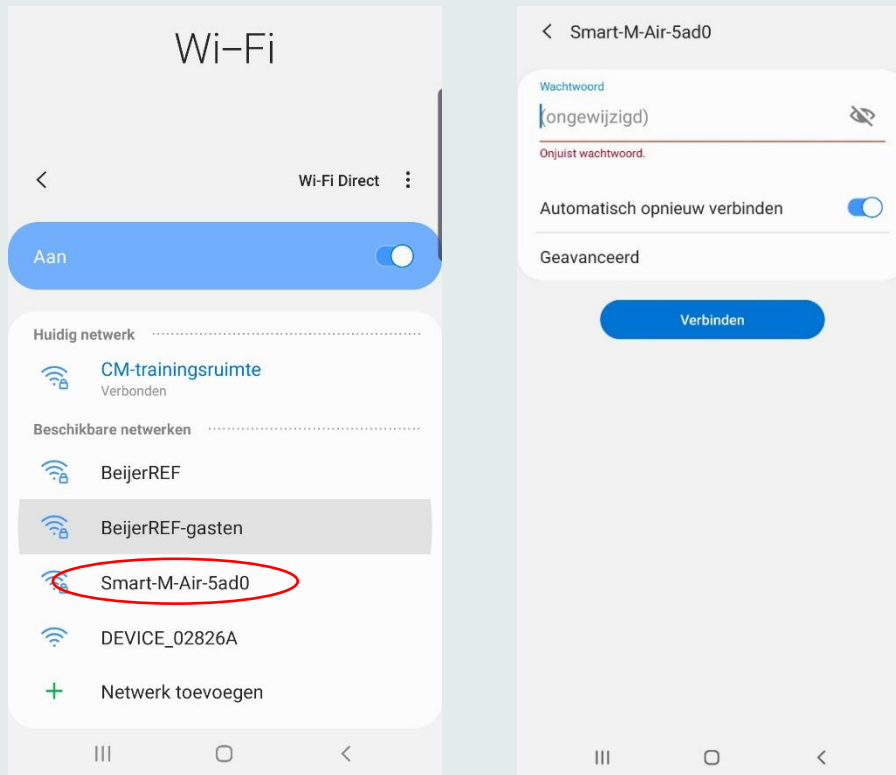 Wi-Fi
Wi-Fi Direct
Aan
Huidig netwerk
CM-trainingsruimte
Verbonden
Beschikbare netwerken
BeijerREF
BeijerREF-gasten
Smart-M-Air-5ad0
DEVICE_02826A
Netwerk toevoegen
Smart-M-Air-5ad0
Wachtwoord
(ongewijzigd)
Onjuist wachtwoord.
Automatisch opnieuw verbinden
Geavanceerd
Verbinden